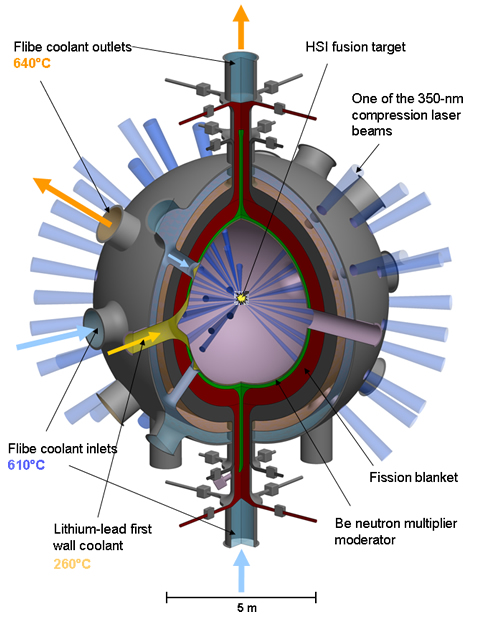 Flibe coolant outlets
640°C
HSI fusion target
One of the 350-nm
compression laser
beams
Flibe coolant inlets
610°C
Lithium-lead first
wall coolant
260°C
Fission blanket
Be neutron multiplier
moderator
5 m